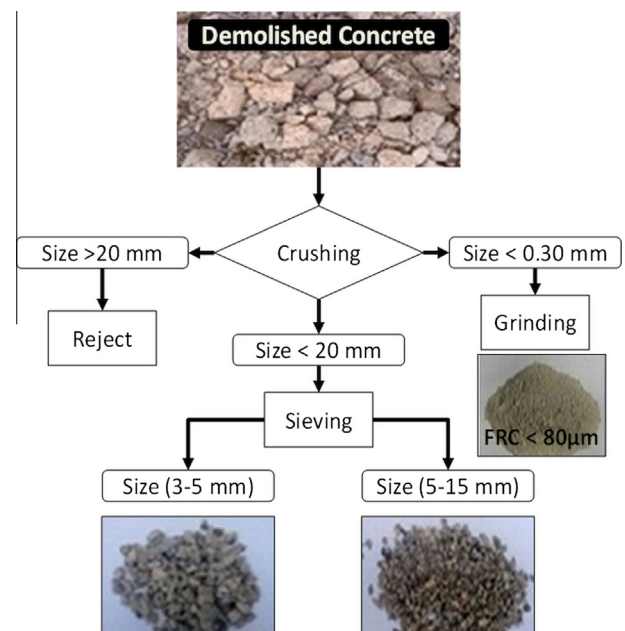 Demolished Concrete
Size >20 mm
Crushing
Size < 0.30 mm
Reject
Size < 20 mm
Grinding
Sieving
FRC < 80µm
Size (3-5 mm)
Size (5-15 mm)